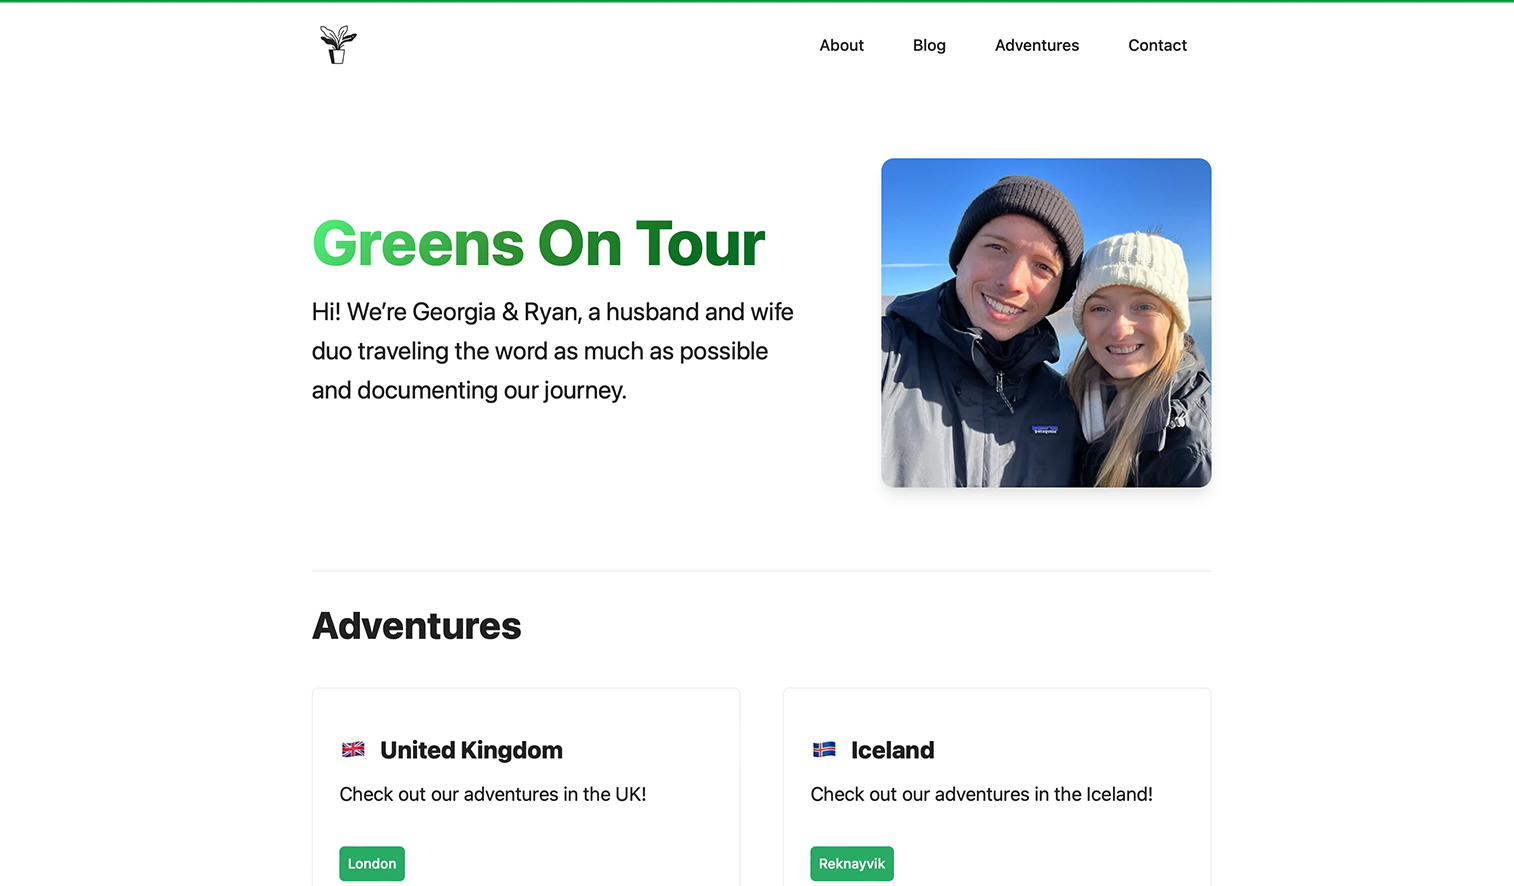 About Blog Adventures Contact
Greens On Tour
Hi! We’re Georgia & Ryan, a husband and wife
duo traveling the word as much as possible
and documenting our journey.
patagonia
Adventures
United Kingdom
Check out our adventures in the UK!
London
Iceland
Check out our adventures in the Iceland!
Reknayvik